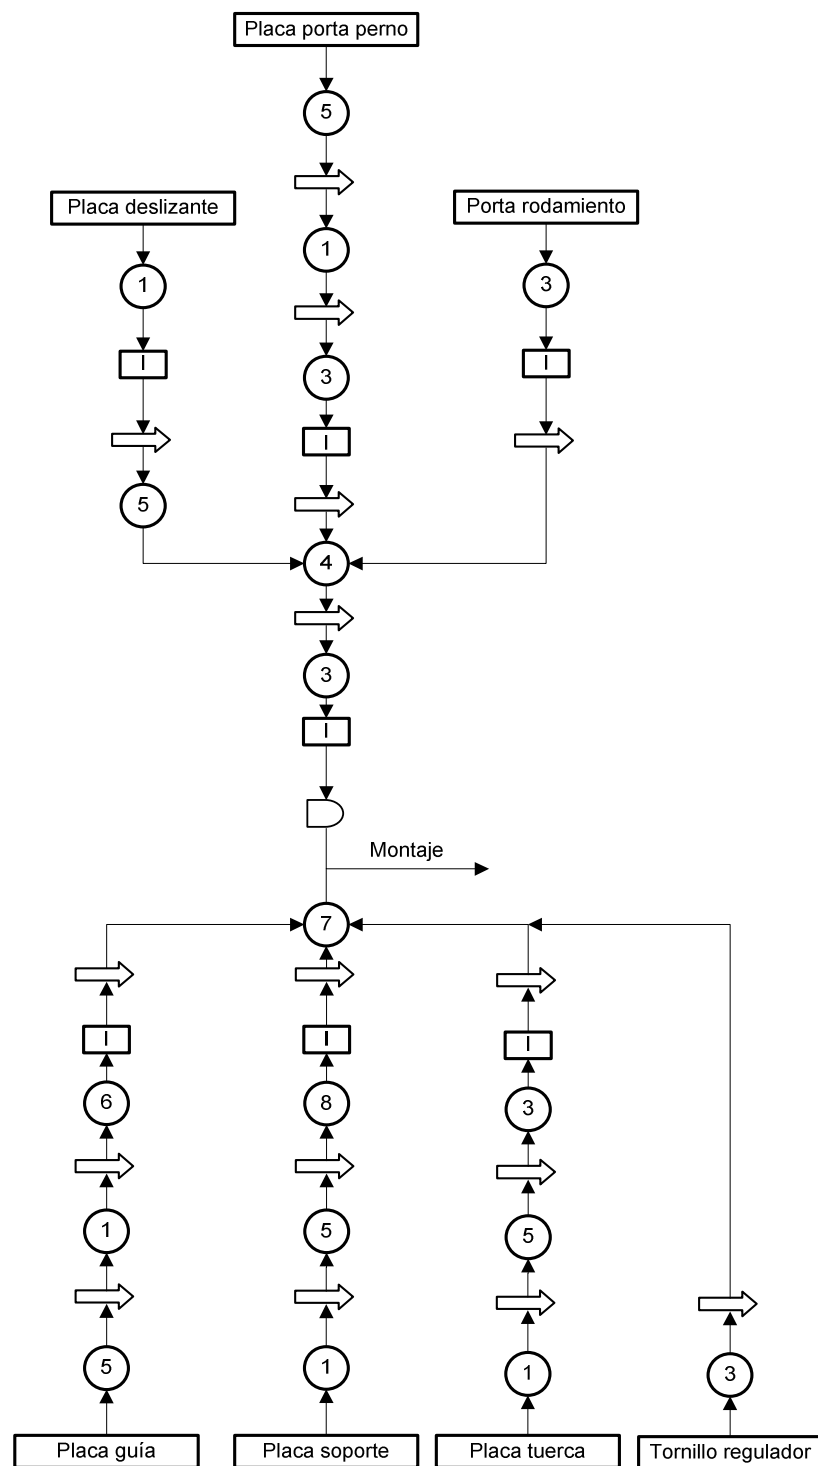 Placa porta perno
5
Placa deslizante
Porta rodamiento
1
1
3
I
3
I
I
5
4
3
I
Montaje
7
I
I
I
6
8
3
1
5
5
5
1
1
3
Placa guía
Placa soporte
Placa tuerca
Tornillo regulador